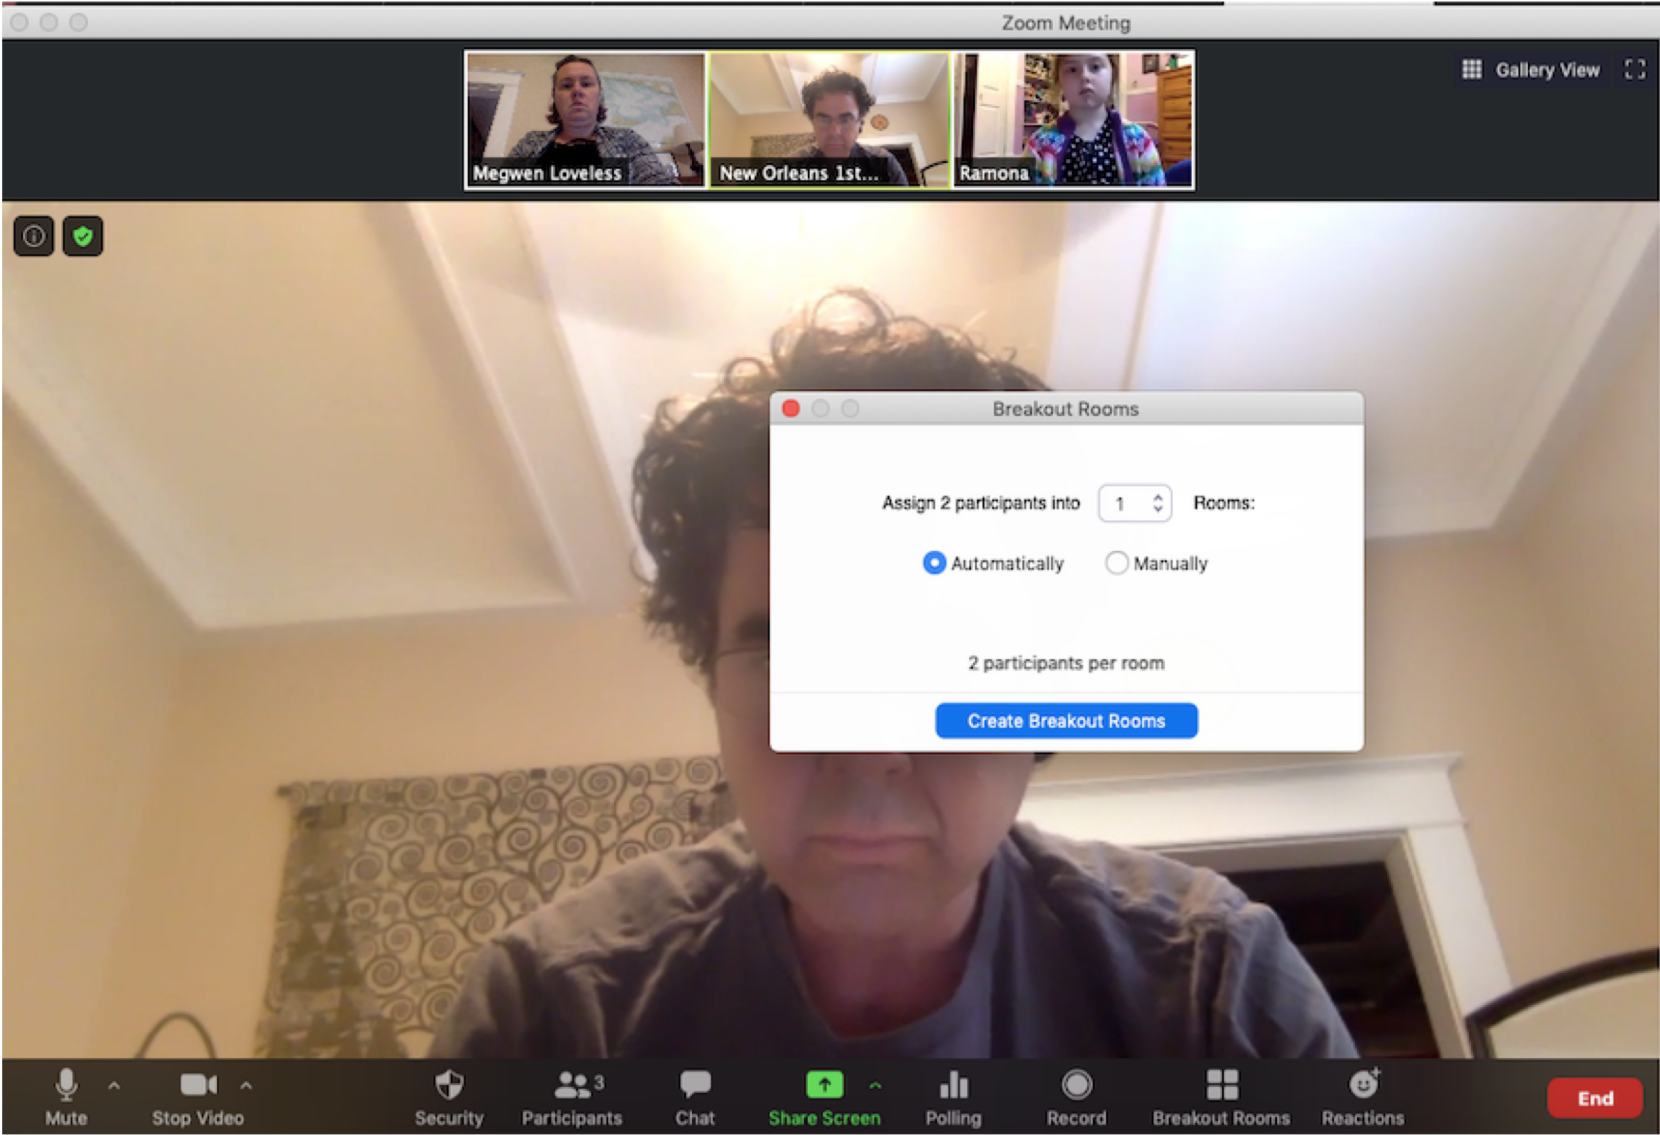 Zoom Meeting
Megwen Loveless
New Orleans 1st...
Ramona
Gallery View
Breakout Rooms
Assign 2 participants into 1 Rooms:
Automatically Manually
2 participants per room
Create Breakout Rooms
3
Mute Stop Video Security Participants Chat Share Screen Polling Record Breakout Rooms Reactions End